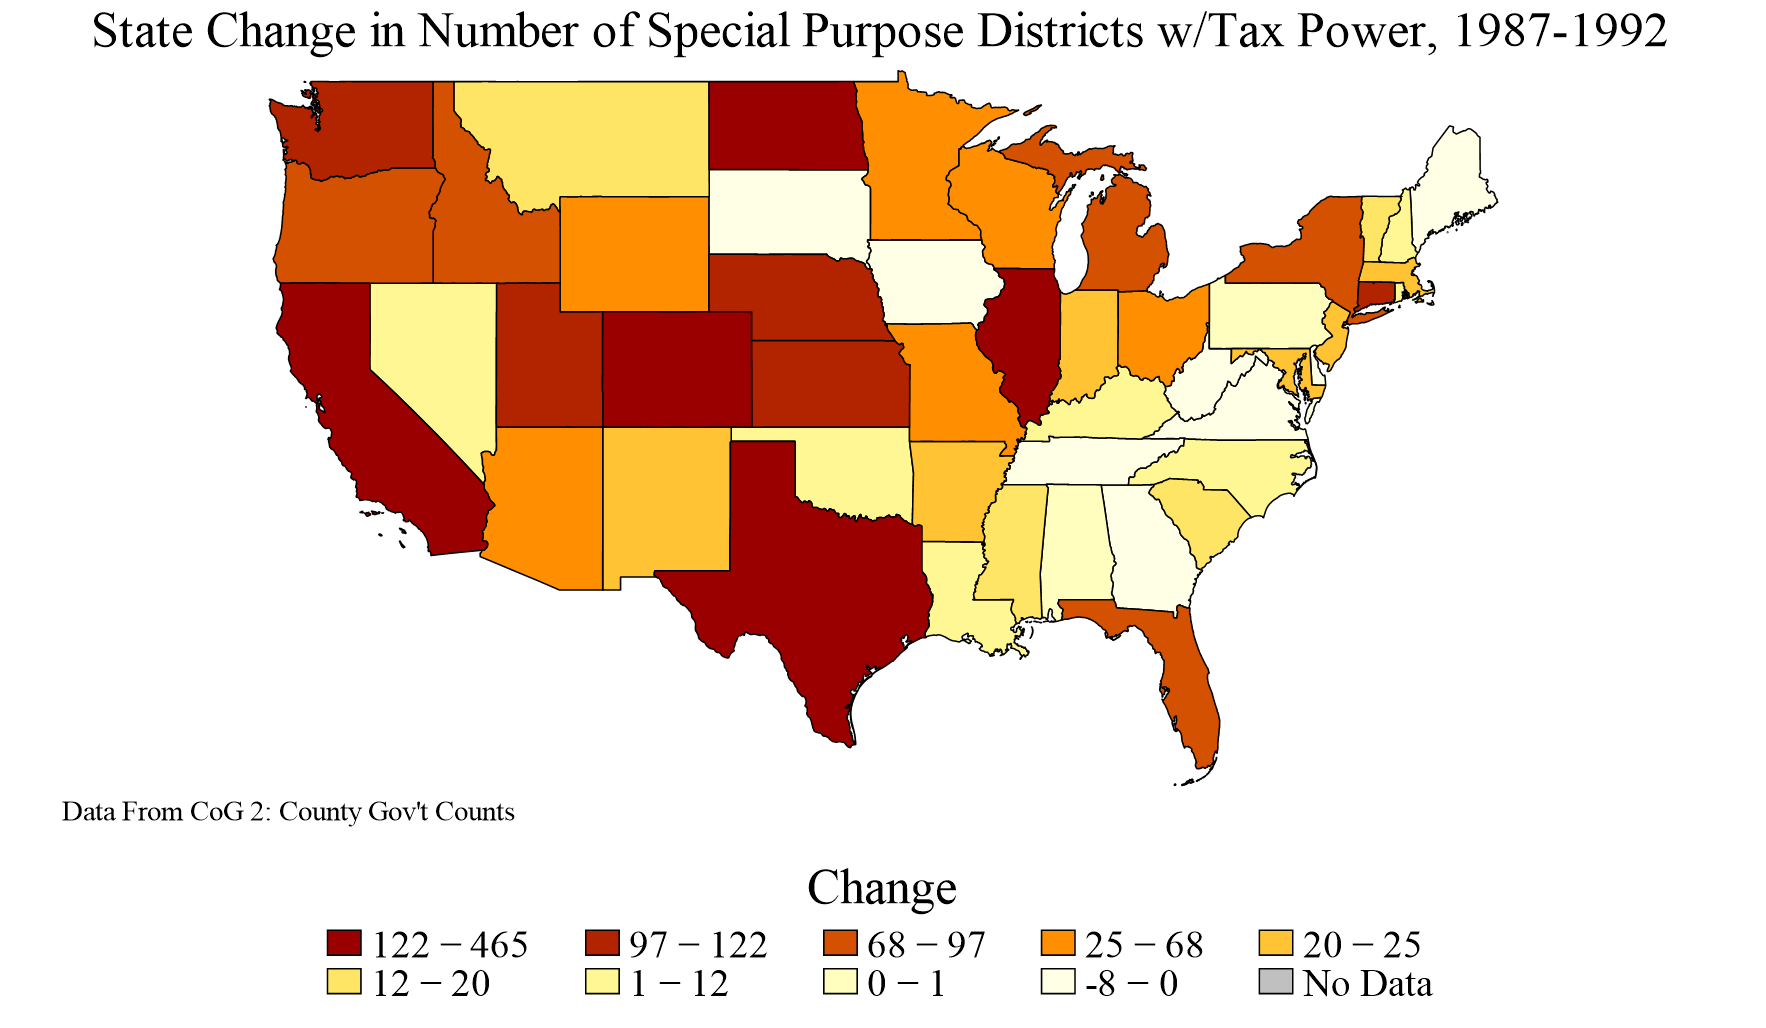 State Change in Number of Special Purpose Districts w/Tax Power, 1987-1992
Data From CoG 2: County Gov't Counts
Change
122 − 465 97 − 122 68 − 97 25 − 68 20 − 25
12 − 20 1 − 12 0 − 1 -8 − 0 No Data